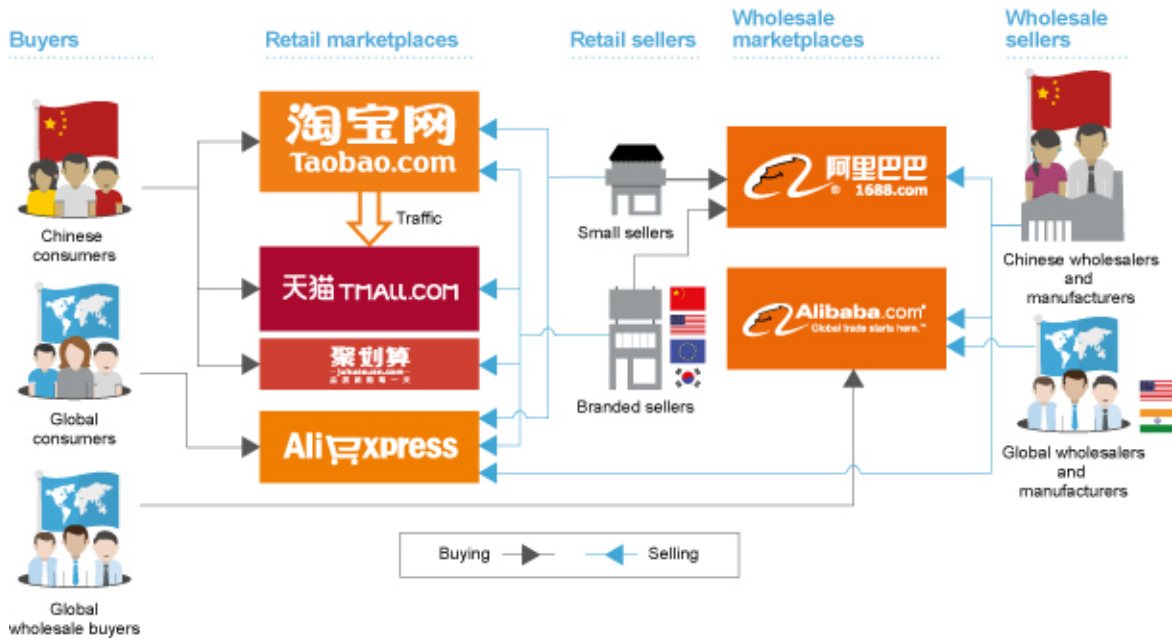 Buyers
Retail marketplaces
Retail sellers
Wholesale
marketplaces
Wholesale
sellers
淘宝网
Taobao.com
Traffic
天猫 TMALL.COM
聚划算
AliExpress
Chinese
consumers
Global
consumers
Global
wholesale buyers
Small sellers
Branded sellers
阿里巴巴
® 1688.com
Alibaba.com®
Global trade starts here.™
Chinese wholesalers
and
manufacturers
Global wholesalers
and
manufacturers
Buying
Selling